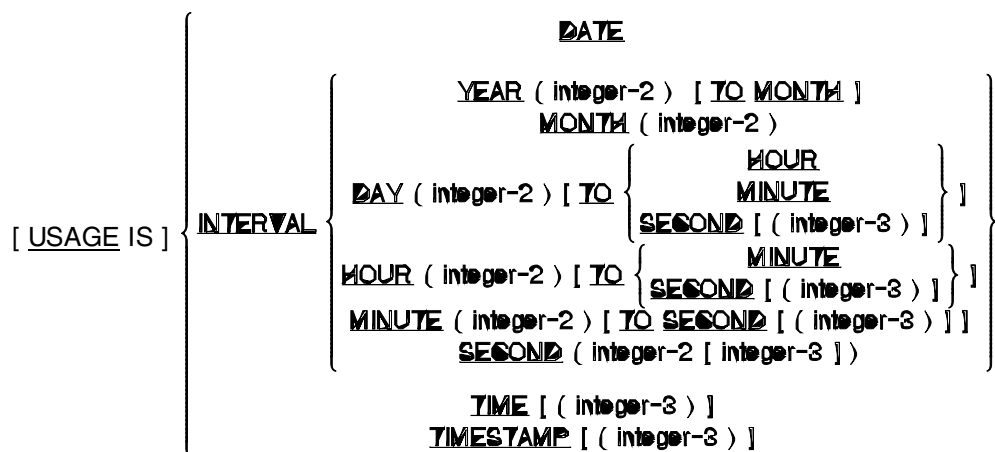 DATE
YEAR ( integer-2 ) [ TO MONTH ]
MONTH ( integer-2 )
HOUR
DAY ( integer-2 ) [ TO MINUTE ]
SECOND [ ( integer-3 ) ]
[ USAGE IS ] INTERVAL
MINUTE
HOUR ( integer-2 ) [ TO ]
SECOND [ ( integer-3 ) ]
MINUTE ( integer-2 ) [ TO SECOND [ ( integer-3 ) ] ]
SECOND ( integer-2 [ integer-3 ] )
TIME [ ( integer-3 ) ]
TIMESTAMP [ ( integer-3 ) ]